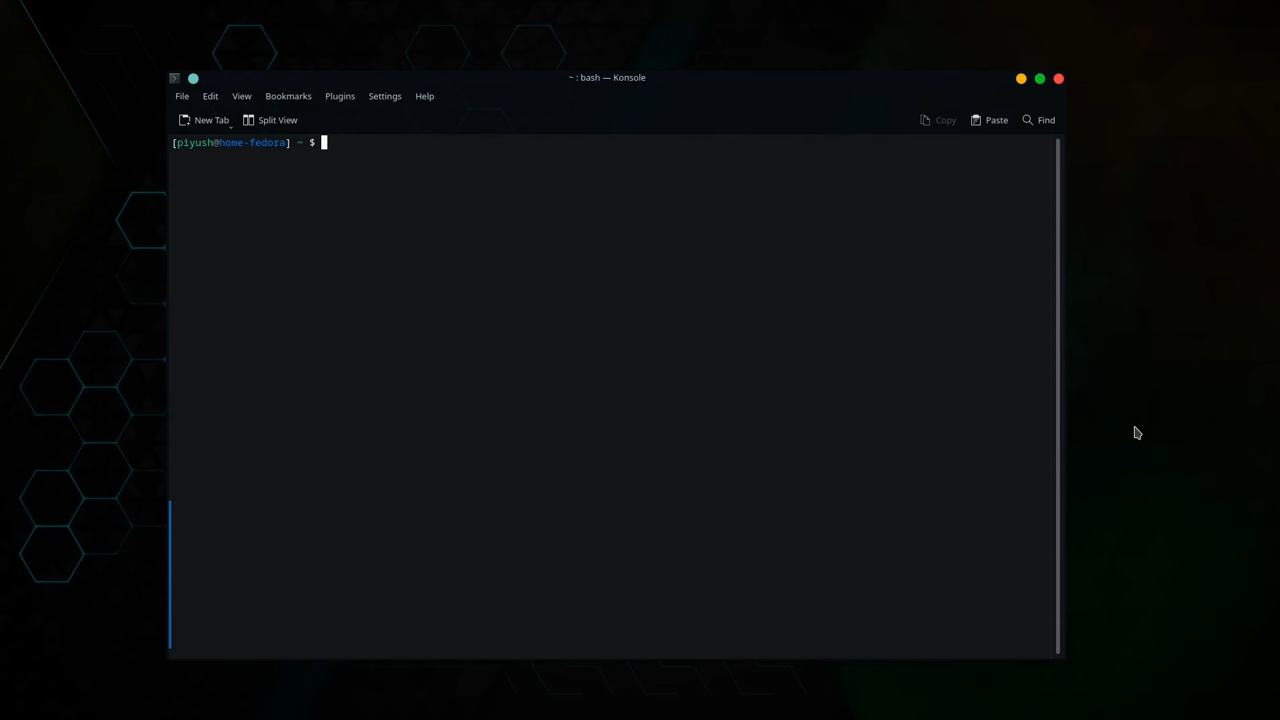 ~ : bash — Konsole
File Edit View Bookmarks Plugins Settings Help
New Tab Split View Copy Paste Find
[piyush@home-fedora] ~ $